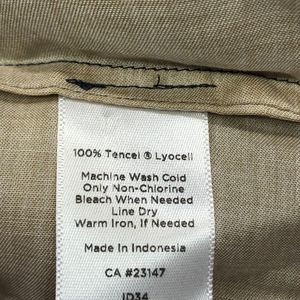 100% Tencel ® Lyocell
Machine Wash Cold
Only Non-Chlorine
Bleach When Needed
Line Dry
Warm Iron, If Needed
Made In Indonesia
CA #23147
ID34